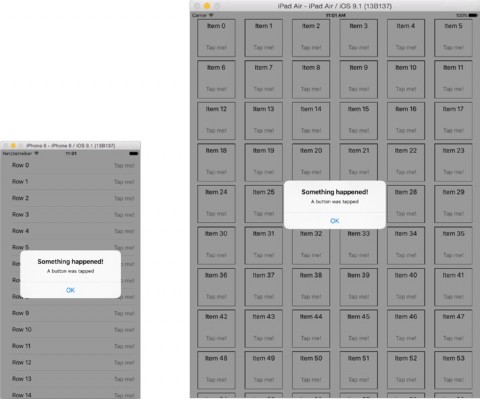 iPad Air - iPad Air / iOS 9.1 (13B137)
Carrier 11:01 AM 100%
Item 0 Item 1 Item 2 Item 3 Item 4 Item 5
Tap me! Tap me! Tap me! Tap me! Tap me! Tap me!
Item 6 Item 7 Item 8 Item 9 Item 10 Item 11
Tap me! Tap me! Tap me! Tap me! Tap me! Tap me!
Item 12 Item 13 Item 14 Item 15 Item 16 Item 17
Tap me! Tap me! Tap me! Tap me! Tap me! Tap me!
Item 18 Item 19 Item 20 Item 21 Item 22 Item 23
Tap me! Tap me! Tap me! Tap me! Tap me! Tap me!
Item 24 Item 25 Item 28 Item 29
Tap me! Tap me! Tap me! Tap me!
Something happened!
A button was tapped
OK
Item 30 Item 31 Item 32 Item 33 Item 34 Item 35
Tap me! Tap me! Tap me! Tap me! Tap me! Tap me!
Item 36 Item 37 Item 38 Item 39 Item 40 Item 41
Tap me! Tap me! Tap me! Tap me! Tap me! Tap me!
Item 42 Item 43 Item 44 Item 45 Item 46 Item 47
Tap me! Tap me! Tap me! Tap me! Tap me! Tap me!
Item 48 Item 49 Item 50 Item 51 Item 52 Item 53
Tap me! Tap me! Tap me! Tap me! Tap me! Tap me!
iPhone 6 - iPhone 6 / iOS 9.1 (13B137)
Netzbetreiber 11:01
Row 0 Tap me!
Row 1 Tap me!
Row 2 Tap me!
Row 3 Tap me!
Row 4 Tap me!
Row 5
Something happened!
A button was tapped
OK
Row 9 Tap me!
Row 10 Tap me!
Row 11 Tap me!
Row 12 Tap me!
Row 13 Tap me!
Row 14 Tap me!